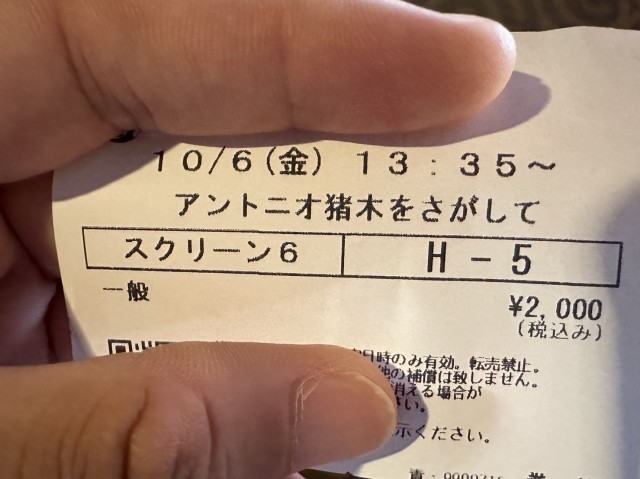 10/6(金) 13:35~
アントニオ猪木をさがして
スクリーン6 H-5
一般
¥2,000
(税込み)
日時のみ有効。転売禁止。
他の補償は致しません。
消える場合が
さい。
示ください。